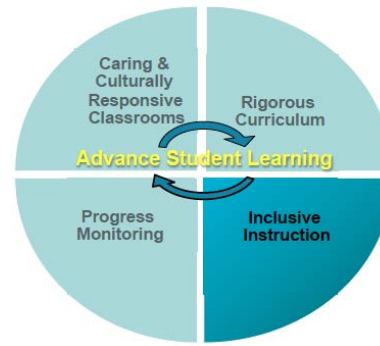 Caring &
Culturally
Responsive
Classrooms
Rigorous
Curriculum
Advance Student Learning
Progress
Monitoring
Inclusive
Instruction